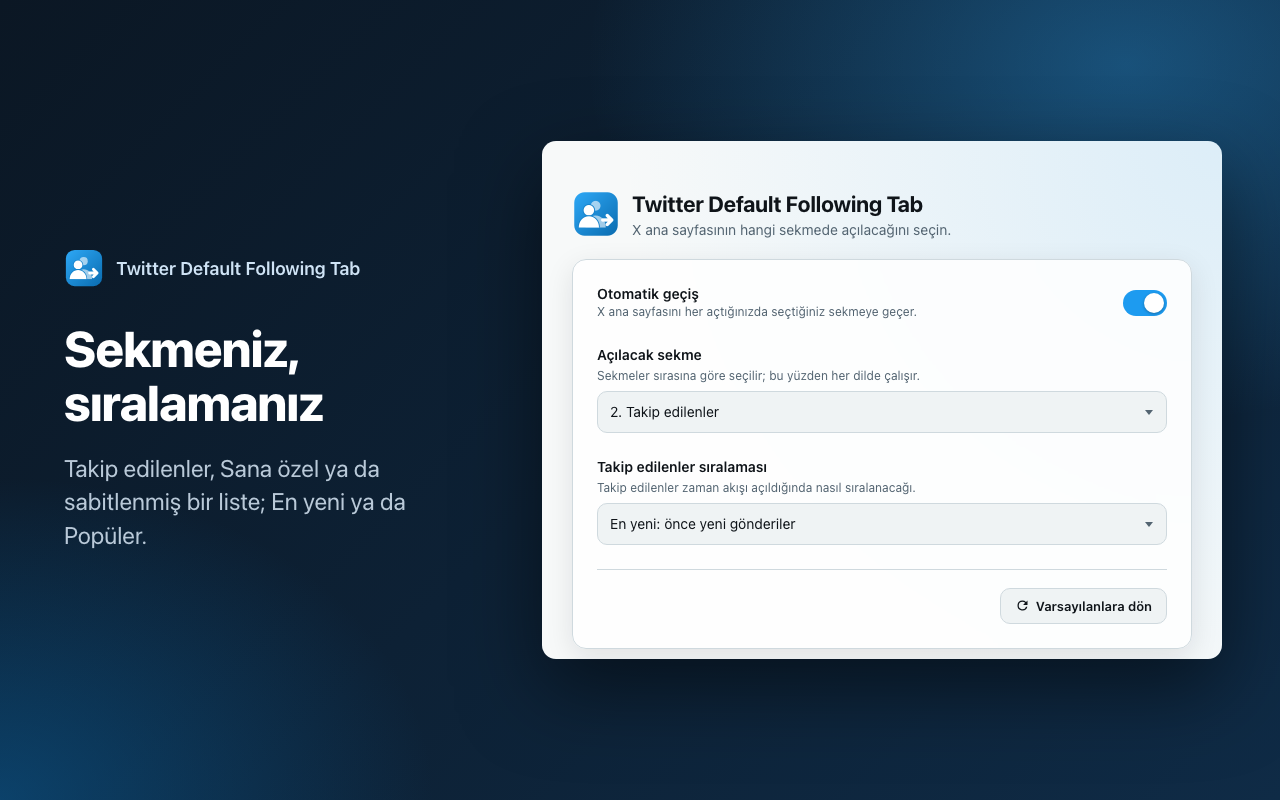 Twitter Default Following Tab
Sekmeniz,
sıralamanız
Takip edilenler, Sana özel ya da
sabitlenmiş bir liste; En yeni ya da
Popüler.
Twitter Default Following Tab
X ana sayfasının hangi sekmede açılacağını seçin.
Otomatik geçiş
X ana sayfasını her açtığınızda seçtiğiniz sekmeye geçer.
Açılacak sekme
Sekmeler sırasına göre seçilir; bu yüzden her dilde çalışır.
2. Takip edilenler
Takip edilenler sıralaması
Takip edilenler zaman akışı açıldığında nasıl sıralanacağı.
En yeni: önce yeni gönderiler
Varsayılanlara dön